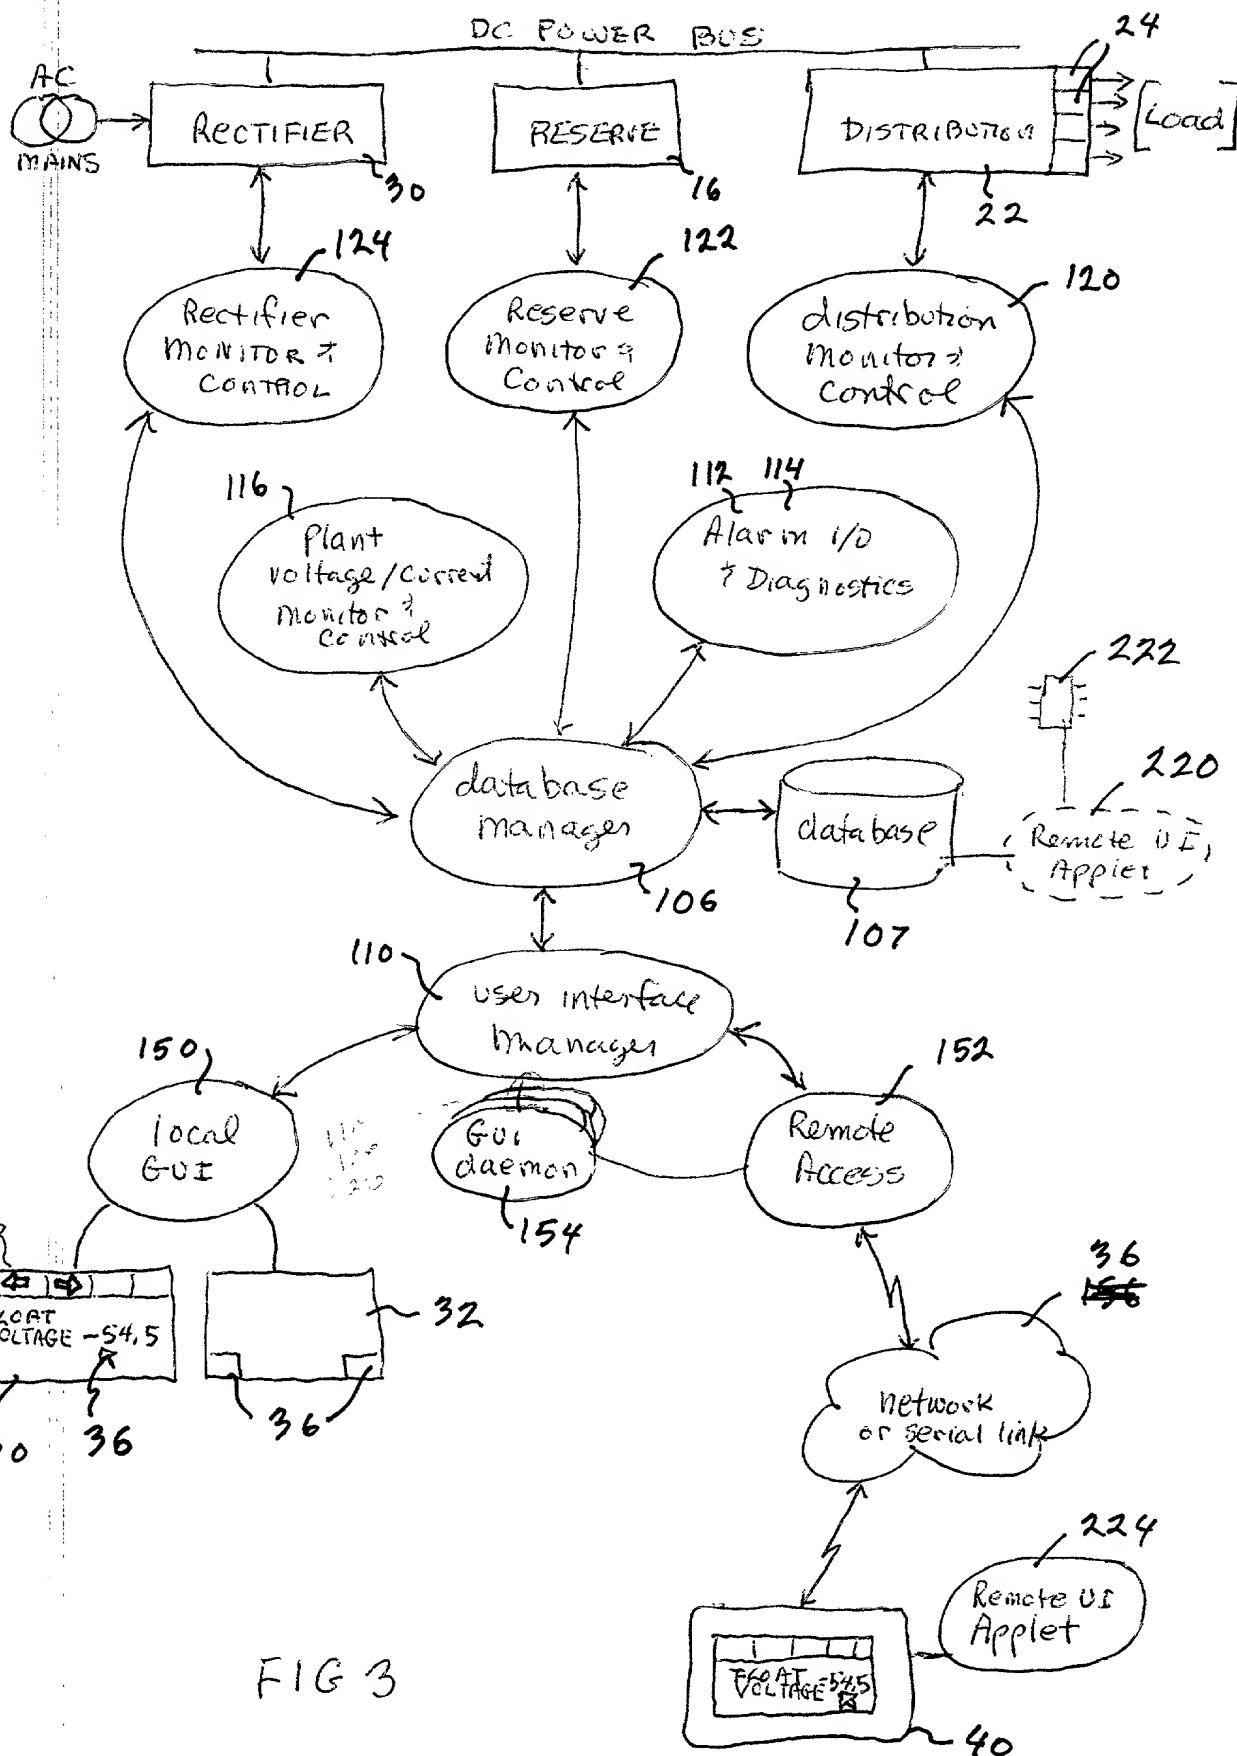 DC POWER BUS
24
AC
MAINS
RECTIFIER
RESERVE
DISTRIBUTION
[Load]
30
16
22
124
122
120
Rectifier
MONITOR &
CONTROL
Reserve
Monitor &
Control
distribution
Monitor &
Control
116
112 114
Plant
Voltage/Current
Monitor &
Control
Alarm I/O
& Diagnostics
222
220
database
manager
database
Remote UI
Applet
106
107
110
user interface
Manager
150
152
local
GUI
GUI
daemon
Remote
Access
154
36
LOAT
OLTAGE -54.5
32
36
36
network
or serial link
224
Remote UI
Applet
FLOAT
VOLTAGE -54.5
FIG 3
40